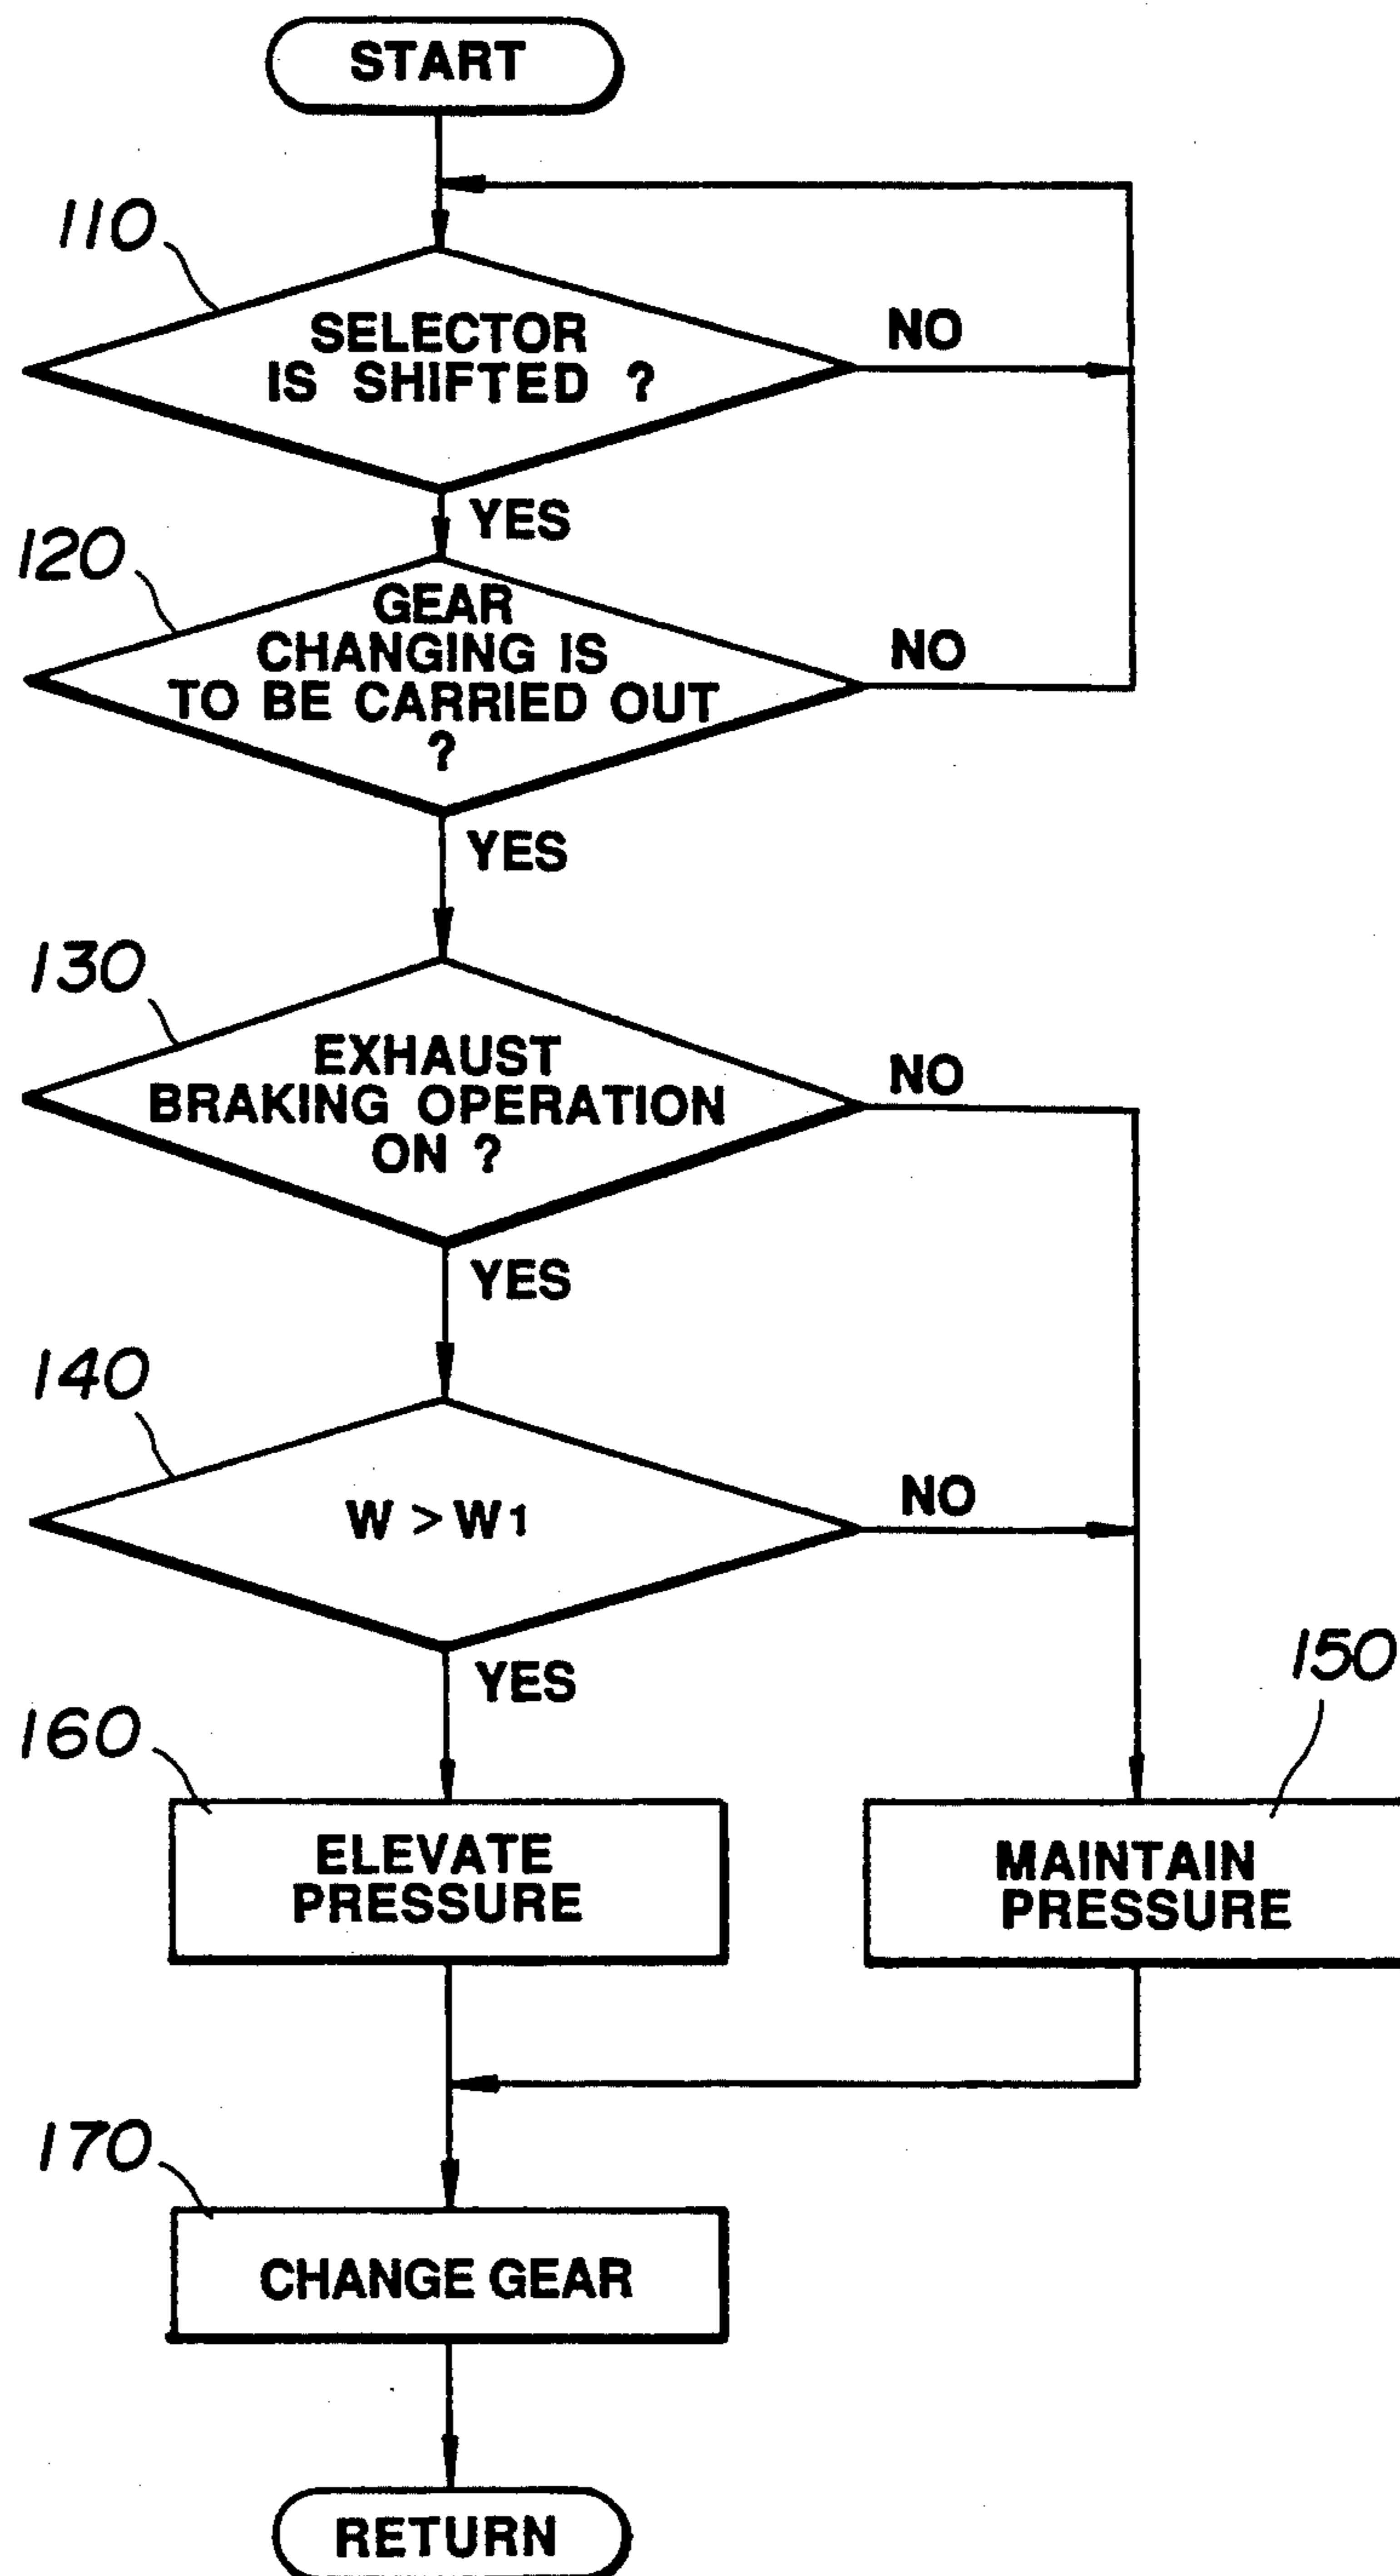 START
110
SELECTOR
IS SHIFTED ?
NO
YES
120
GEAR
CHANGING IS
TO BE CARRIED OUT
?
NO
YES
130
EXHAUST
BRAKING OPERATION
ON ?
NO
YES
140
W > W1
NO
YES
150
160
ELEVATE
PRESSURE
MAINTAIN
PRESSURE
170
CHANGE GEAR
RETURN